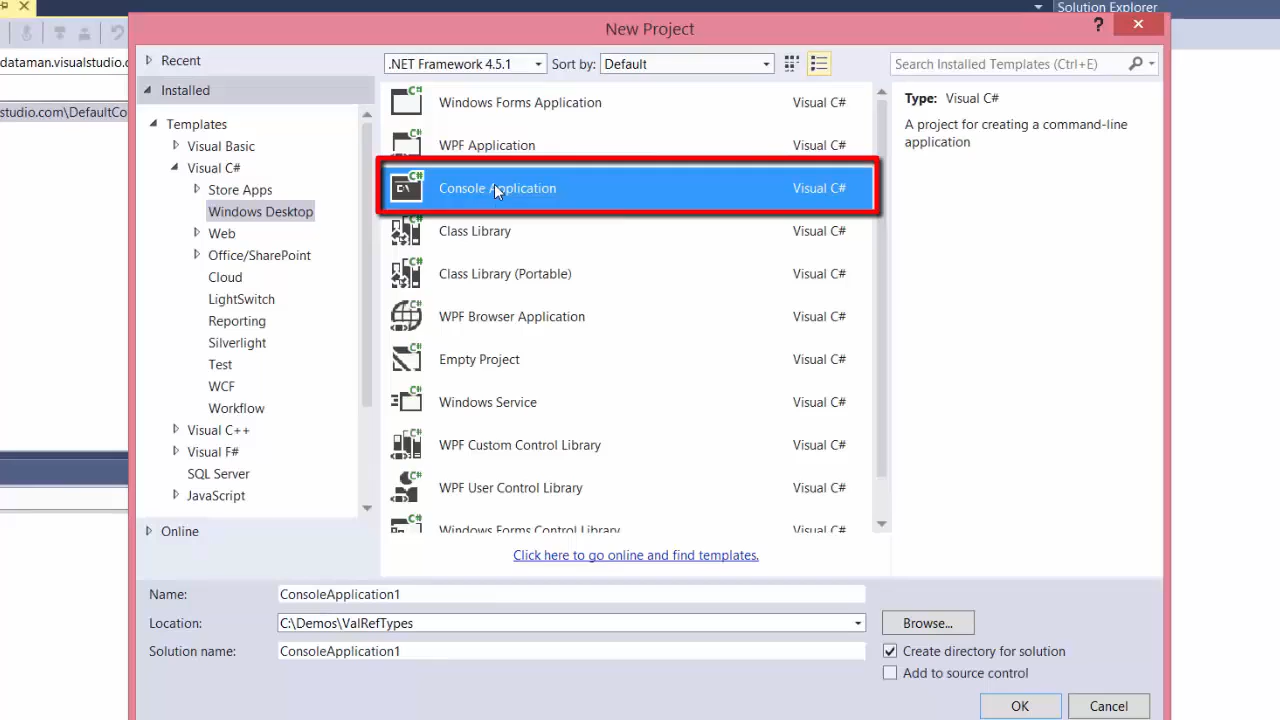 Solution Explorer
New Project
?
dataman.visualstudio.c
studio.com\DefaultCo
Recent
Installed
.NET Framework 4.5.1
Sort by: Default
Search Installed Templates (Ctrl+E)
Templates
Visual Basic
Visual C#
Store Apps
Windows Desktop
Web
Office/SharePoint
Cloud
LightSwitch
Reporting
Silverlight
Test
WCF
Workflow
Visual C++
Visual F#
SQL Server
JavaScript
Online
C# Windows Forms Application Visual C#
C# WPF Application Visual C#
C# C:\ Console Application Visual C#
C# Class Library Visual C#
C# Class Library (Portable) Visual C#
C# WPF Browser Application Visual C#
C# Empty Project Visual C#
C# Windows Service Visual C#
C# WPF Custom Control Library Visual C#
C# WPF User Control Library Visual C#
C# Windows Forms Control Library Visual C#
Click here to go online and find templates.
Type: Visual C#
A project for creating a command-line
application
Name: ConsoleApplication1
Location: C:\Demos\ValRefTypes
Browse...
Solution name: ConsoleApplication1
Create directory for solution
Add to source control
OK Cancel